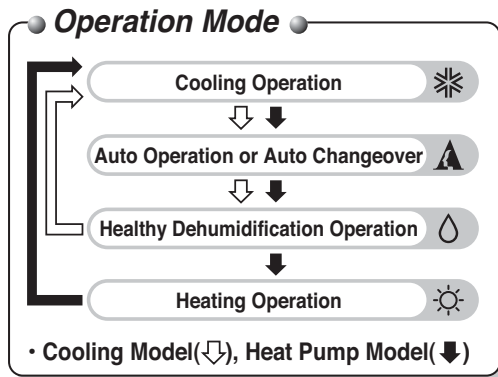 Operation Mode
Cooling Operation
Auto Operation or Auto Changeover
Healthy Dehumidification Operation
Heating Operation
• Cooling Model(⇩), Heat Pump Model(⬇)